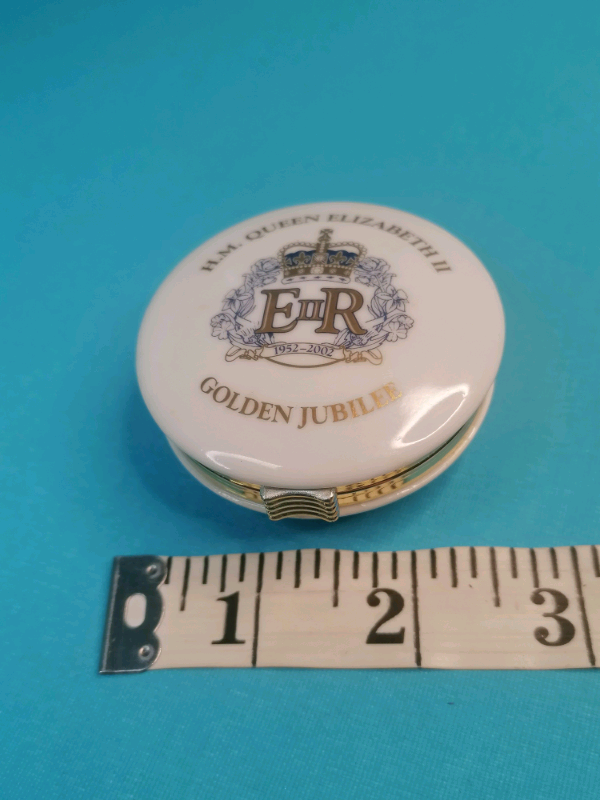 H.M. QUEEN ELIZABETH II
EIIR
1952-2002
GOLDEN JUBILEE
1 2 3